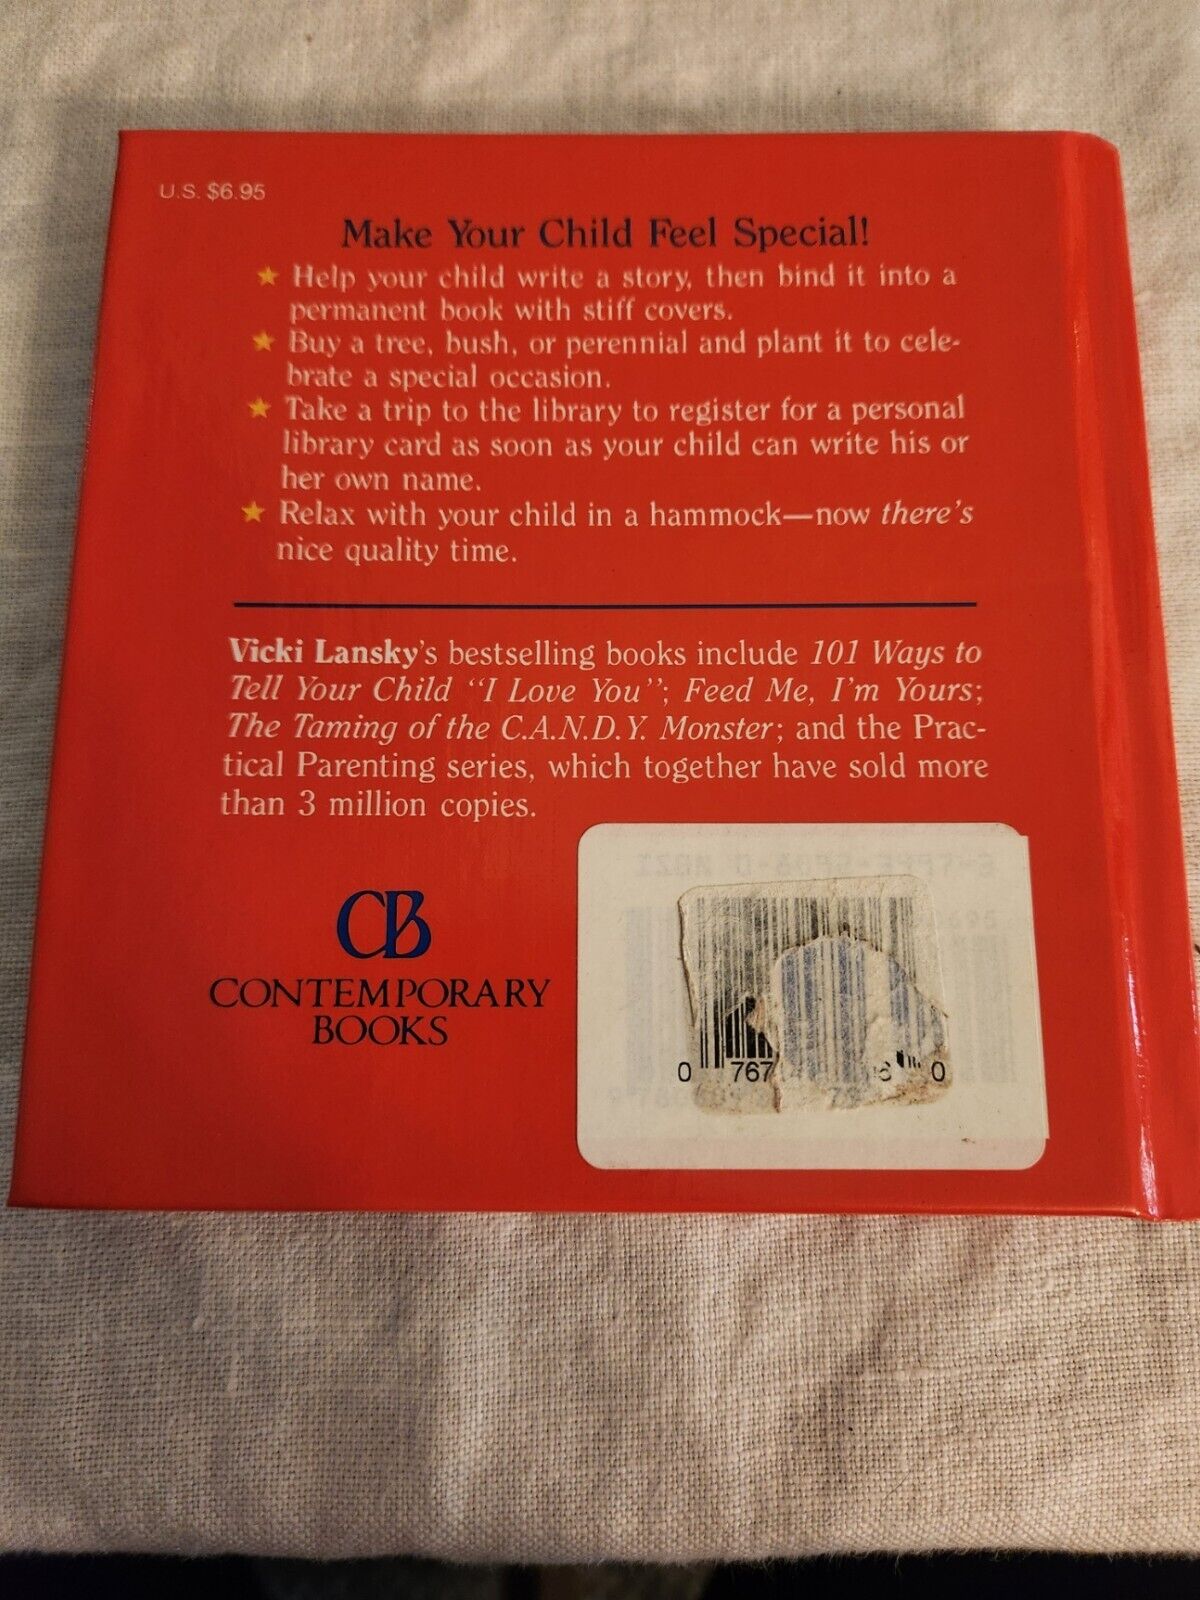 U.S. $6.95
Make Your Child Feel Special!
★ Help your child write a story, then bind it into a
permanent book with stiff covers.
★ Buy a tree, bush, or perennial and plant it to cele-
brate a special occasion.
★ Take a trip to the library to register for a personal
library card as soon as your child can write his or
her own name.
★ Relax with your child in a hammock—now there's
nice quality time.
Vicki Lansky's bestselling books include 101 Ways to
Tell Your Child "I Love You"; Feed Me, I'm Yours;
The Taming of the C.A.N.D.Y. Monster; and the Prac-
tical Parenting series, which together have sold more
than 3 million copies.
CB
CONTEMPORARY
BOOKS
0 767 6 0